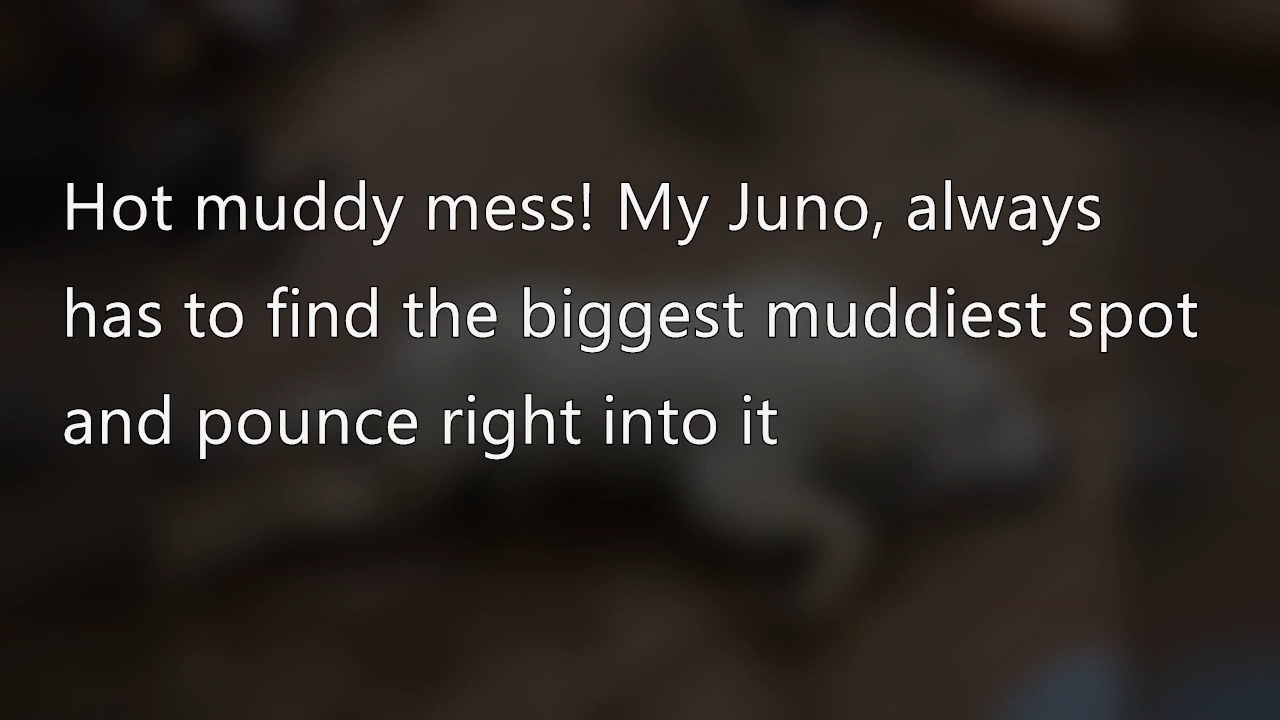 Hot muddy mess! My Juno, always
has to find the biggest muddiest spot
and pounce right into it